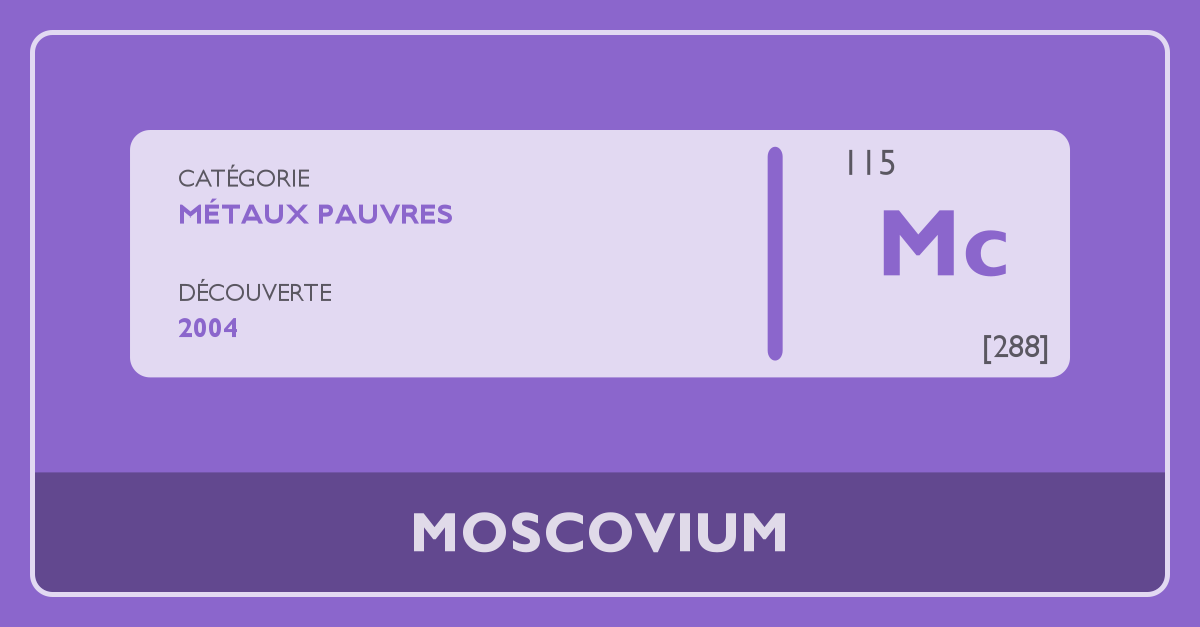 CATÉGORIE
MÉTAUX PAUVRES
DÉCOUVERTE
2004
115
Mc
[288]
MOSCOVIUM